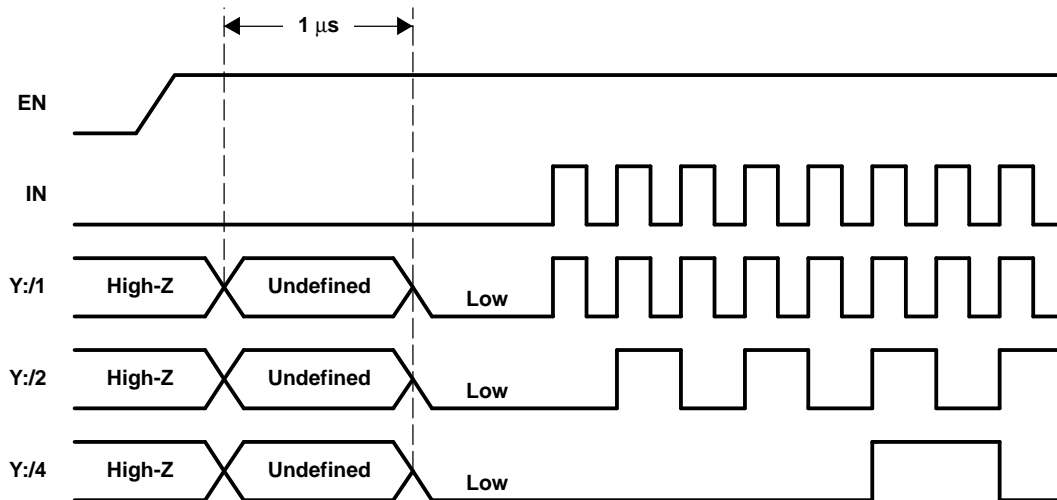 1 μs
EN
IN
Y:/1 High-Z Undefined Low
Y:/2 High-Z Undefined Low
Y:/4 High-Z Undefined Low